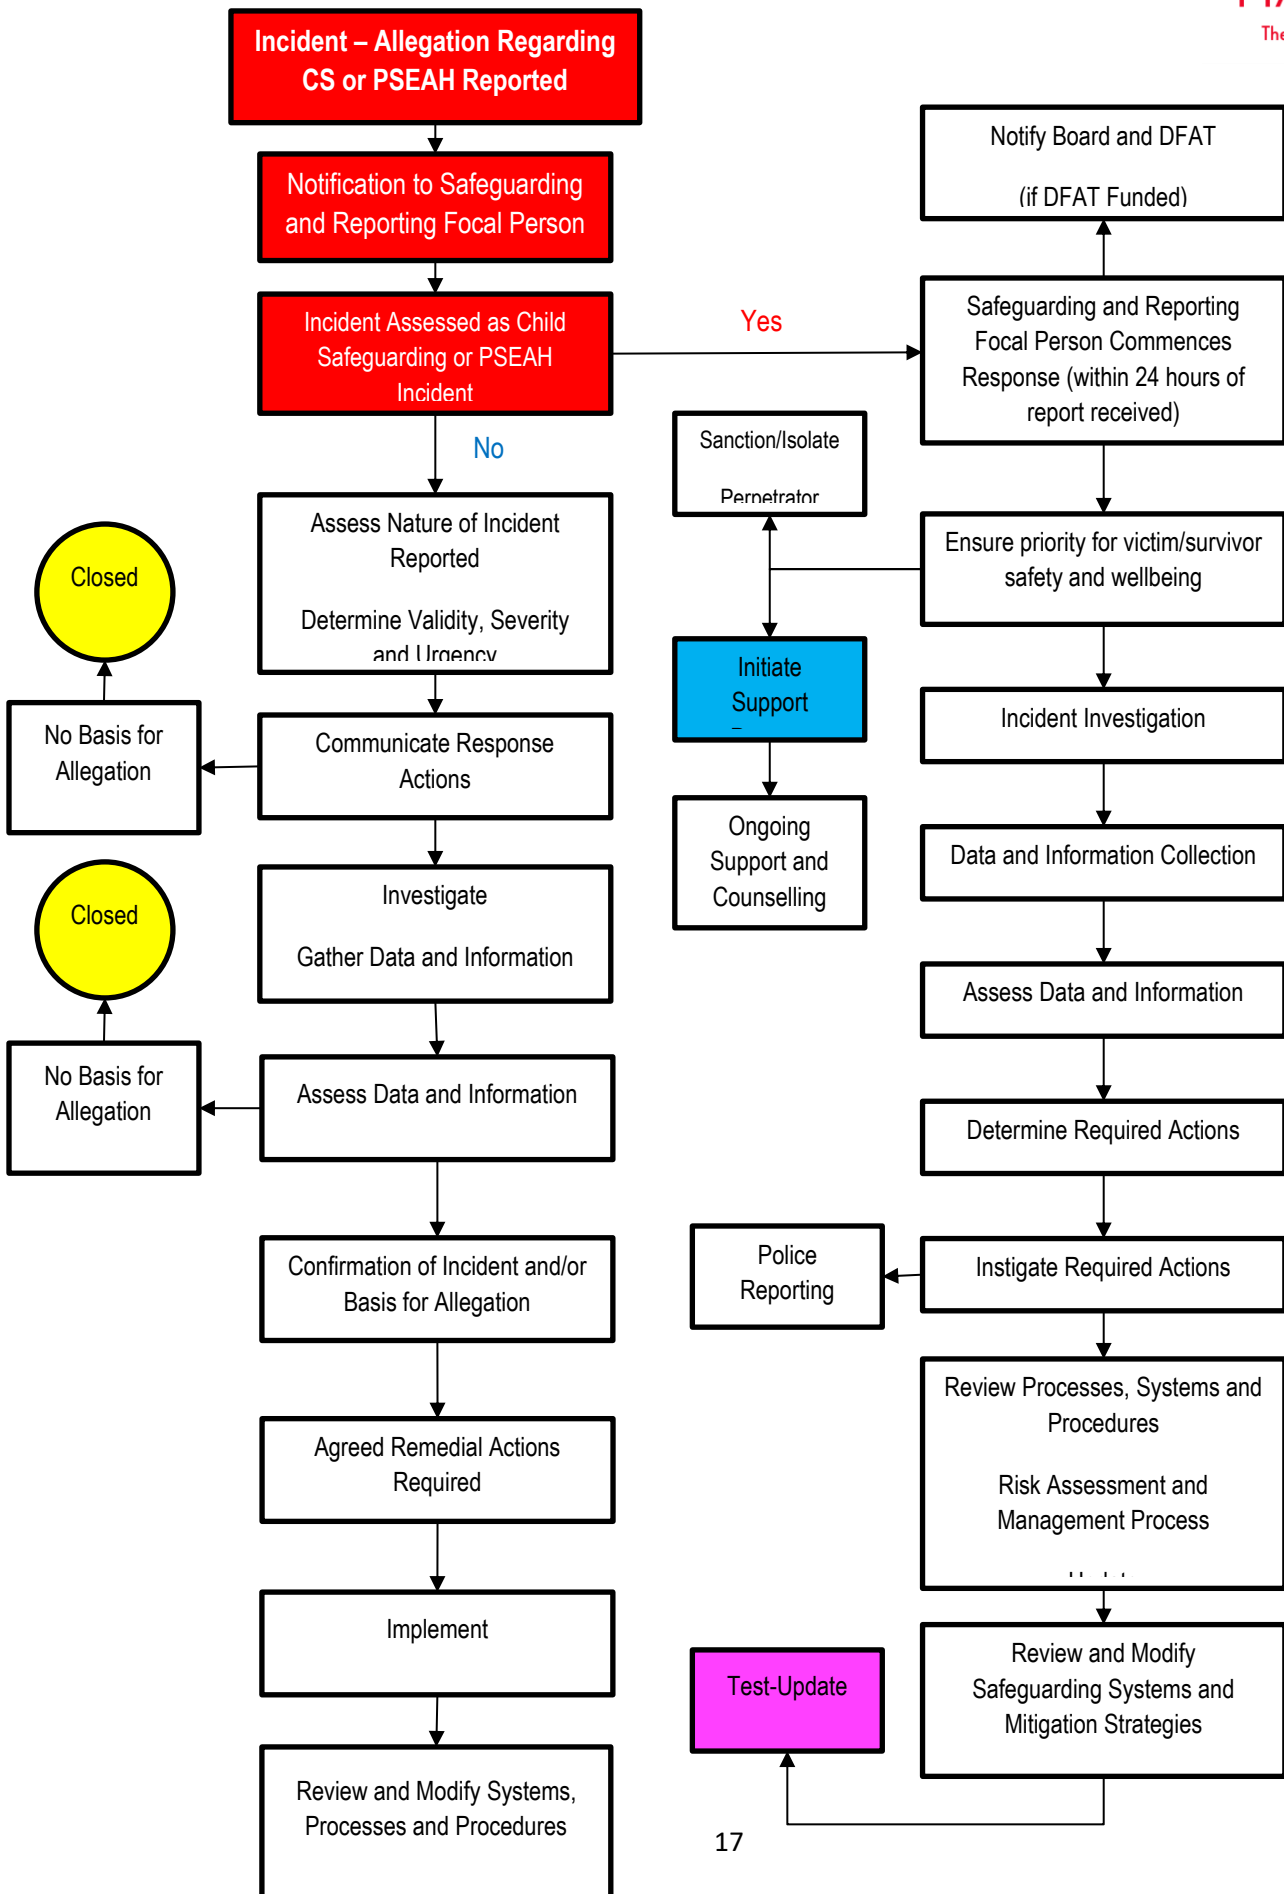 The
Incident – Allegation Regarding
CS or PSEAH Reported
Notification to Safeguarding
and Reporting Focal Person
Incident Assessed as Child
Safeguarding or PSEAH
Incident
Yes
No
Notify Board and DFAT
(if DFAT Funded)
Safeguarding and Reporting
Focal Person Commences
Response (within 24 hours of
report received)
Sanction/Isolate
Perpetrator
Ensure priority for victim/survivor
safety and wellbeing
Initiate
Support
Ongoing
Support and
Counselling
Incident Investigation
Data and Information Collection
Assess Data and Information
Determine Required Actions
Instigate Required Actions
Police
Reporting
Review Processes, Systems and
Procedures
Risk Assessment and
Management Process
Review and Modify
Safeguarding Systems and
Mitigation Strategies
Test-Update
Assess Nature of Incident
Reported
Determine Validity, Severity
and Urgency
Closed
No Basis for
Allegation
Communicate Response
Actions
Investigate
Gather Data and Information
Closed
No Basis for
Allegation
Assess Data and Information
Confirmation of Incident and/or
Basis for Allegation
Agreed Remedial Actions
Required
Implement
Review and Modify Systems,
Processes and Procedures
17